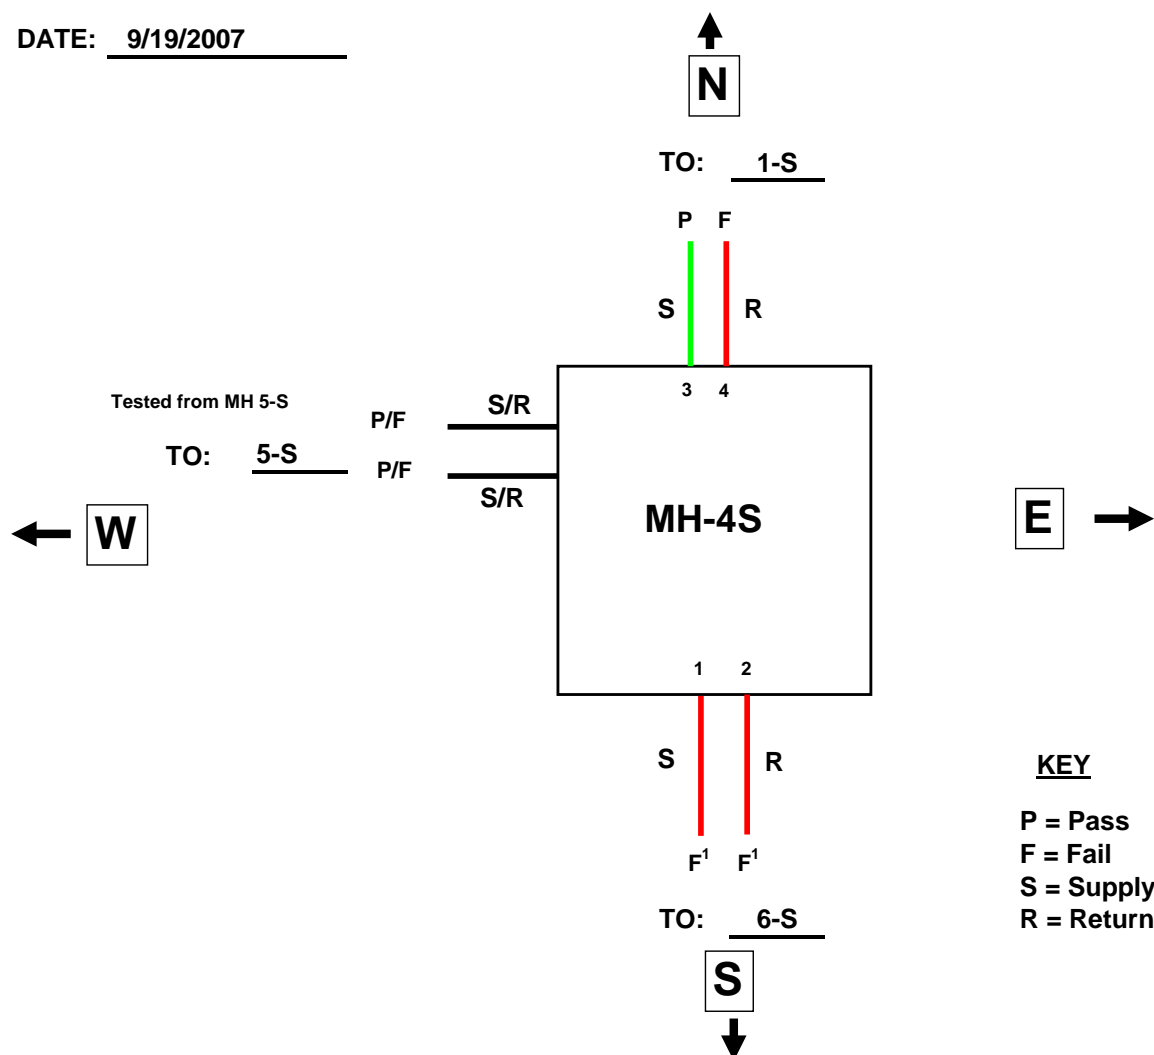 DATE: 9/19/2007
N
TO: 1-S
P F
S R
3 4
Tested from MH 5-S
P/F S/R
TO: 5-S P/F
S/R
W
MH-4S
E
1 2
S R
F¹ F¹
TO: 6-S
S
KEY
P = Pass
F = Fail
S = Supply
R = Return